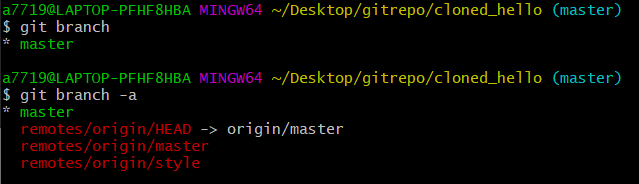 a7719@LAPTOP-PFHF8HBA MINGW64 ~/Desktop/gitrepo/cloned_hello (master)
$ git branch
* master
a7719@LAPTOP-PFHF8HBA MINGW64 ~/Desktop/gitrepo/cloned_hello (master)
$ git branch -a
* master
  remotes/origin/HEAD -> origin/master
  remotes/origin/master
  remotes/origin/style